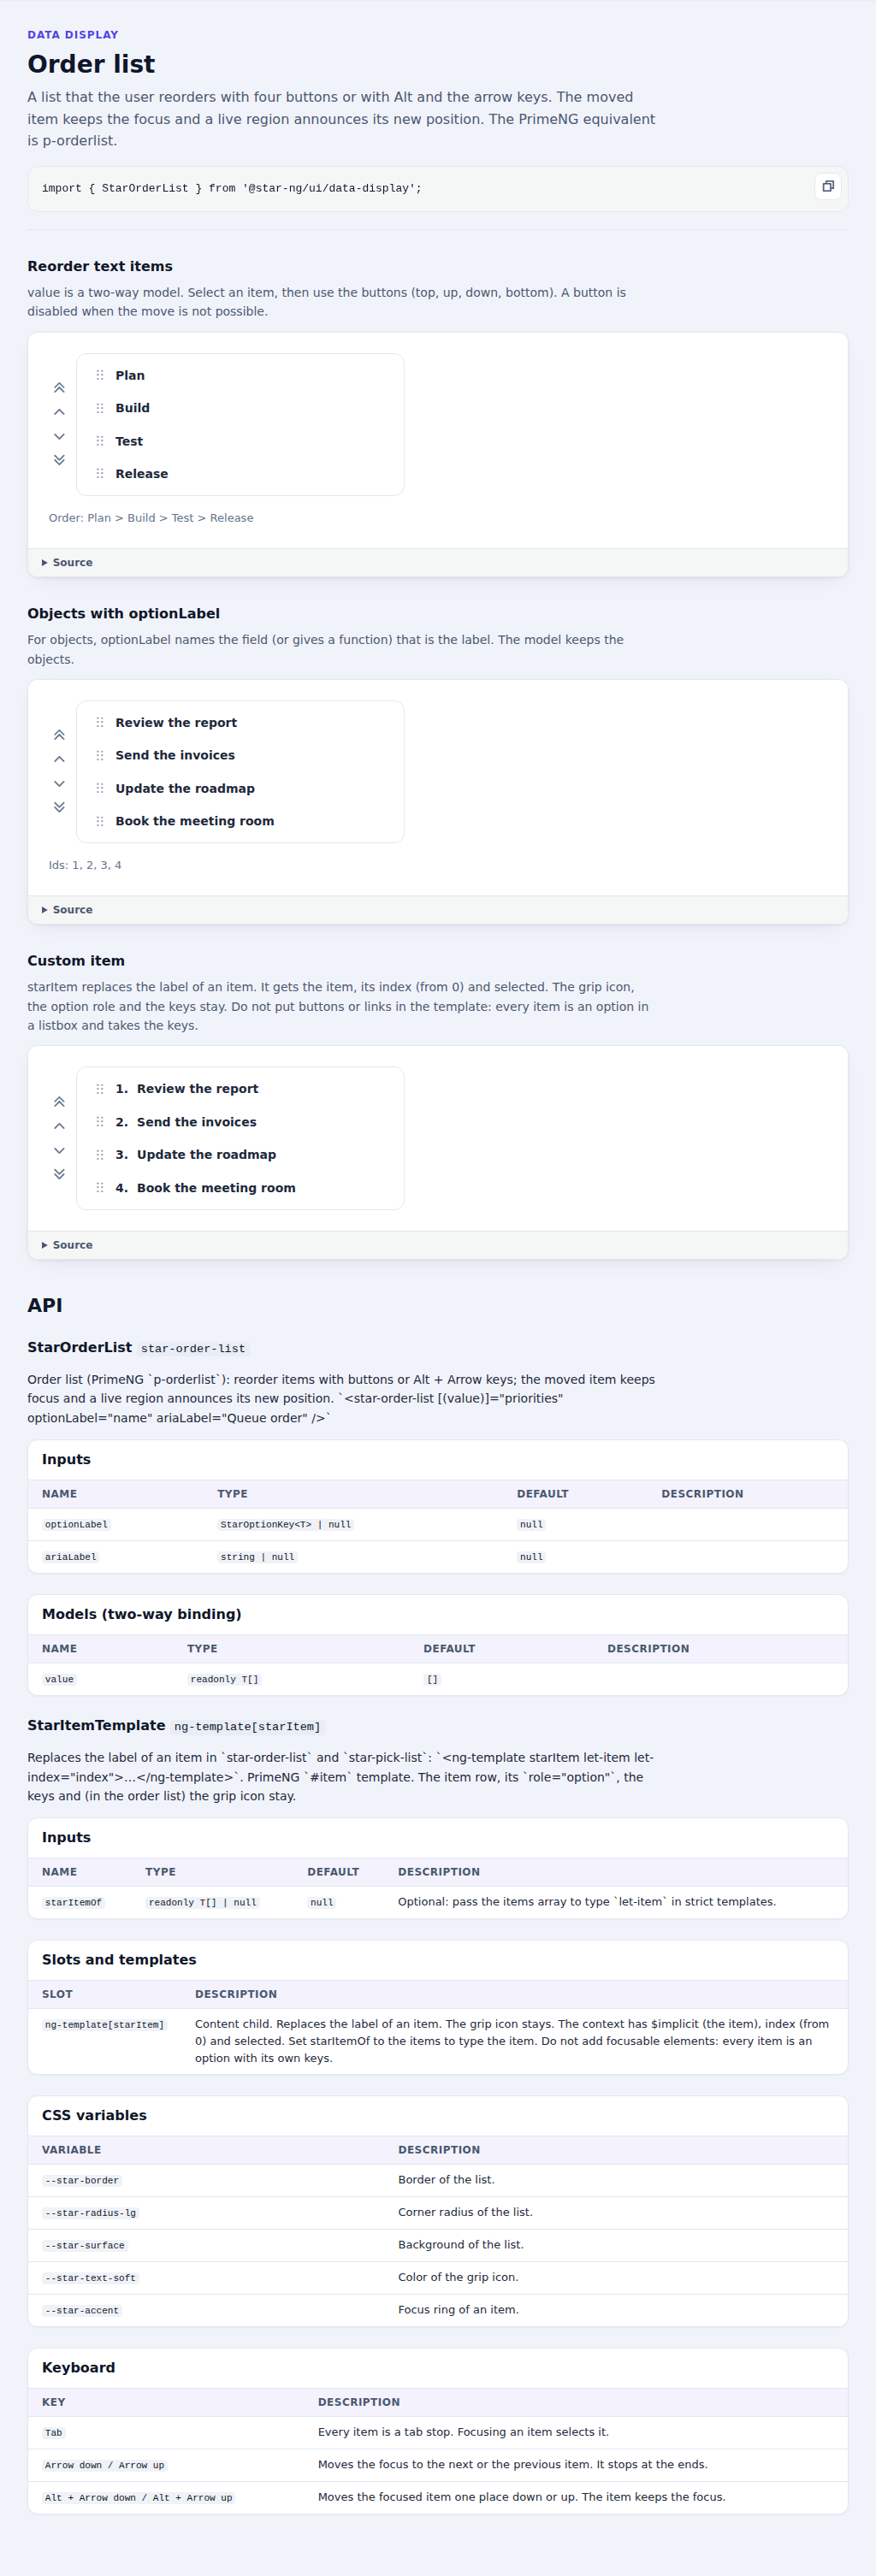 DATA DISPLAY
Order list
A list that the user reorders with four buttons or with Alt and the arrow keys. The moved
item keeps the focus and a live region announces its new position. The PrimeNG equivalent
is p-orderlist.
import { StarOrderList } from '@star-ng/ui/data-display';
Reorder text items
value is a two-way model. Select an item, then use the buttons (top, up, down, bottom). A button is
disabled when the move is not possible.
Plan
Build
Test
Release
Order: Plan > Build > Test > Release
Source
Objects with optionLabel
For objects, optionLabel names the field (or gives a function) that is the label. The model keeps the
objects.
Review the report
Send the invoices
Update the roadmap
Book the meeting room
Ids: 1, 2, 3, 4
Source
Custom item
starItem replaces the label of an item. It gets the item, its index (from 0) and selected. The grip icon,
the option role and the keys stay. Do not put buttons or links in the template: every item is an option in
a listbox and takes the keys.
1. Review the report
2. Send the invoices
3. Update the roadmap
4. Book the meeting room
Source
API
StarOrderList star-order-list
Order list (PrimeNG `p-orderlist`): reorder items with buttons or Alt + Arrow keys; the moved item keeps
focus and a live region announces its new position. `<star-order-list [(value)]="priorities"
optionLabel="name" ariaLabel="Queue order" />`
Inputs
NAME TYPE DEFAULT DESCRIPTION
optionLabel StarOptionKey<T> | null null
ariaLabel string | null null
Models (two-way binding)
NAME TYPE DEFAULT DESCRIPTION
value readonly T[] []
StarItemTemplate ng-template[starItem]
Replaces the label of an item in `star-order-list` and `star-pick-list`: `<ng-template starItem let-item let-
index="index">…</ng-template>`. PrimeNG `#item` template. The item row, its `role="option"`, the
keys and (in the order list) the grip icon stay.
Inputs
NAME TYPE DEFAULT DESCRIPTION
starItemOf readonly T[] | null null Optional: pass the items array to type `let-item` in strict templates.
Slots and templates
SLOT DESCRIPTION
ng-template[starItem] Content child. Replaces the label of an item. The grip icon stays. The context has $implicit (the item), index (from
0) and selected. Set starItemOf to the items to type the item. Do not add focusable elements: every item is an
option with its own keys.
CSS variables
VARIABLE DESCRIPTION
--star-border Border of the list.
--star-radius-lg Corner radius of the list.
--star-surface Background of the list.
--star-text-soft Color of the grip icon.
--star-accent Focus ring of an item.
Keyboard
KEY DESCRIPTION
Tab Every item is a tab stop. Focusing an item selects it.
Arrow down / Arrow up Moves the focus to the next or the previous item. It stops at the ends.
Alt + Arrow down / Alt + Arrow up Moves the focused item one place down or up. The item keeps the focus.